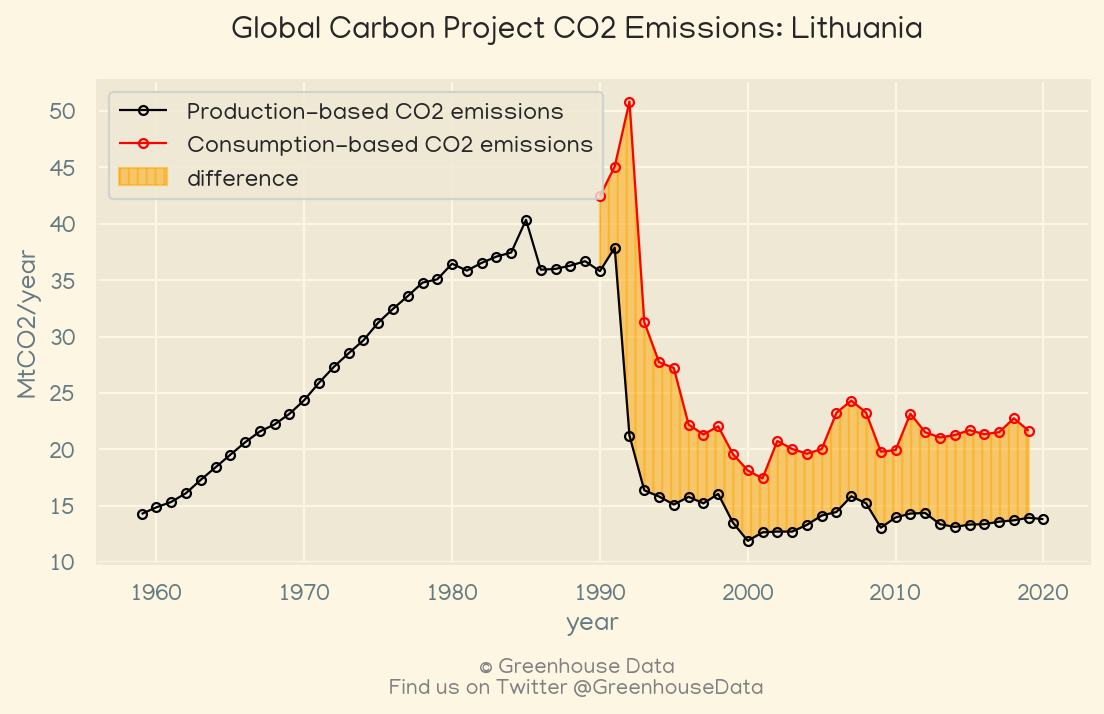 Global Carbon Project CO2 Emissions: Lithuania
Production-based CO2 emissions
Consumption-based CO2 emissions
difference
50
45
40
35
30
25
20
15
10
MtCO2/year
1960 1970 1980 1990 2000 2010 2020
year
© Greenhouse Data
Find us on Twitter @GreenhouseData